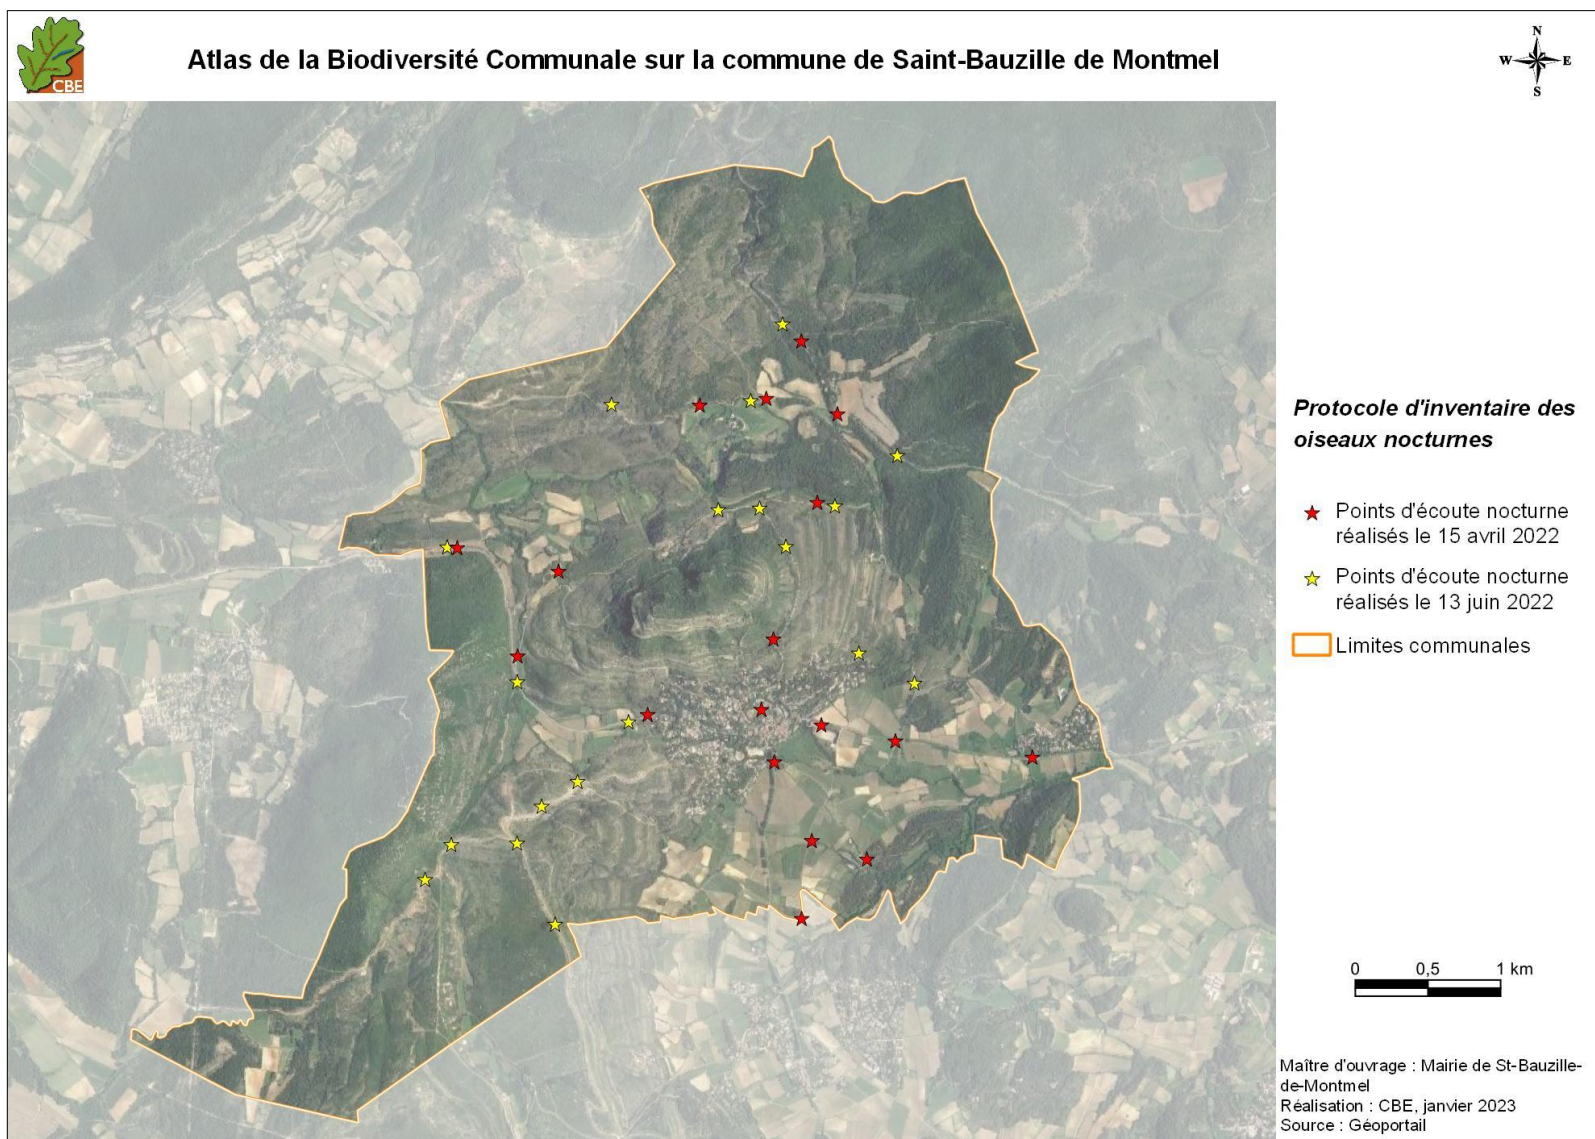 CBE
Atlas de la Biodiversité Communale sur la commune de Saint-Bauzille de Montmel
N
W E
S
Protocole d'inventaire des
oiseaux nocturnes
Points d'écoute nocturne
réalisés le 15 avril 2022
Points d'écoute nocturne
réalisés le 13 juin 2022
Limites communales
0 0,5 1 km
Maître d'ouvrage : Mairie de St-Bauzille-
de-Montmel
Réalisation : CBE, janvier 2023
Source : Géoportail